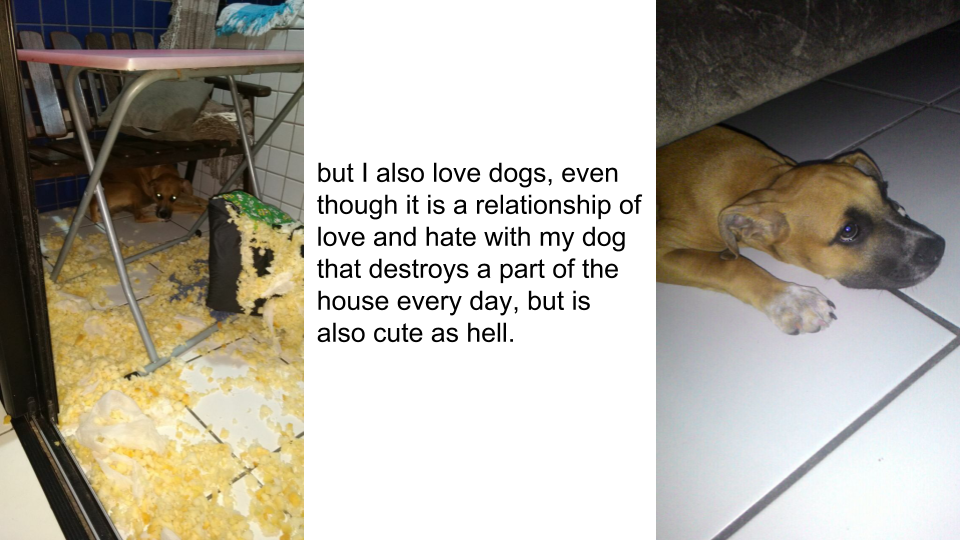 but I also love dogs, even
though it is a relationship of
love and hate with my dog
that destroys a part of the
house every day, but is
also cute as hell.